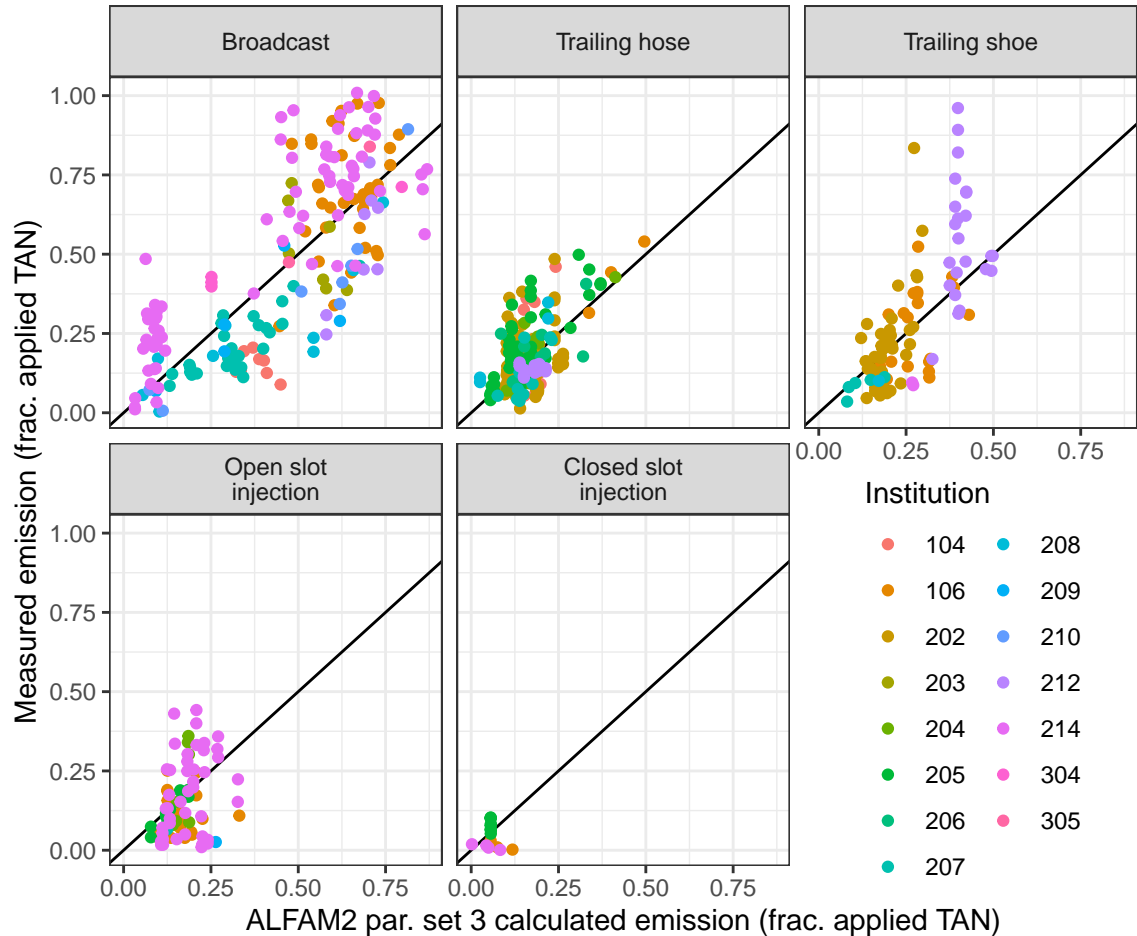 Broadcast
Trailing hose
Trailing shoe
1.00
0.75
0.50
0.25
0.00
0.00 0.25 0.50 0.75
Open slot
injection
Closed slot
injection
1.00
0.75
0.50
0.25
0.00
0.00 0.25 0.50 0.75
0.00 0.25 0.50 0.75
Measured emission (frac. applied TAN)
ALFAM2 par. set 3 calculated emission (frac. applied TAN)
Institution
104
106
202
203
204
205
206
207
208
209
210
212
214
304
305